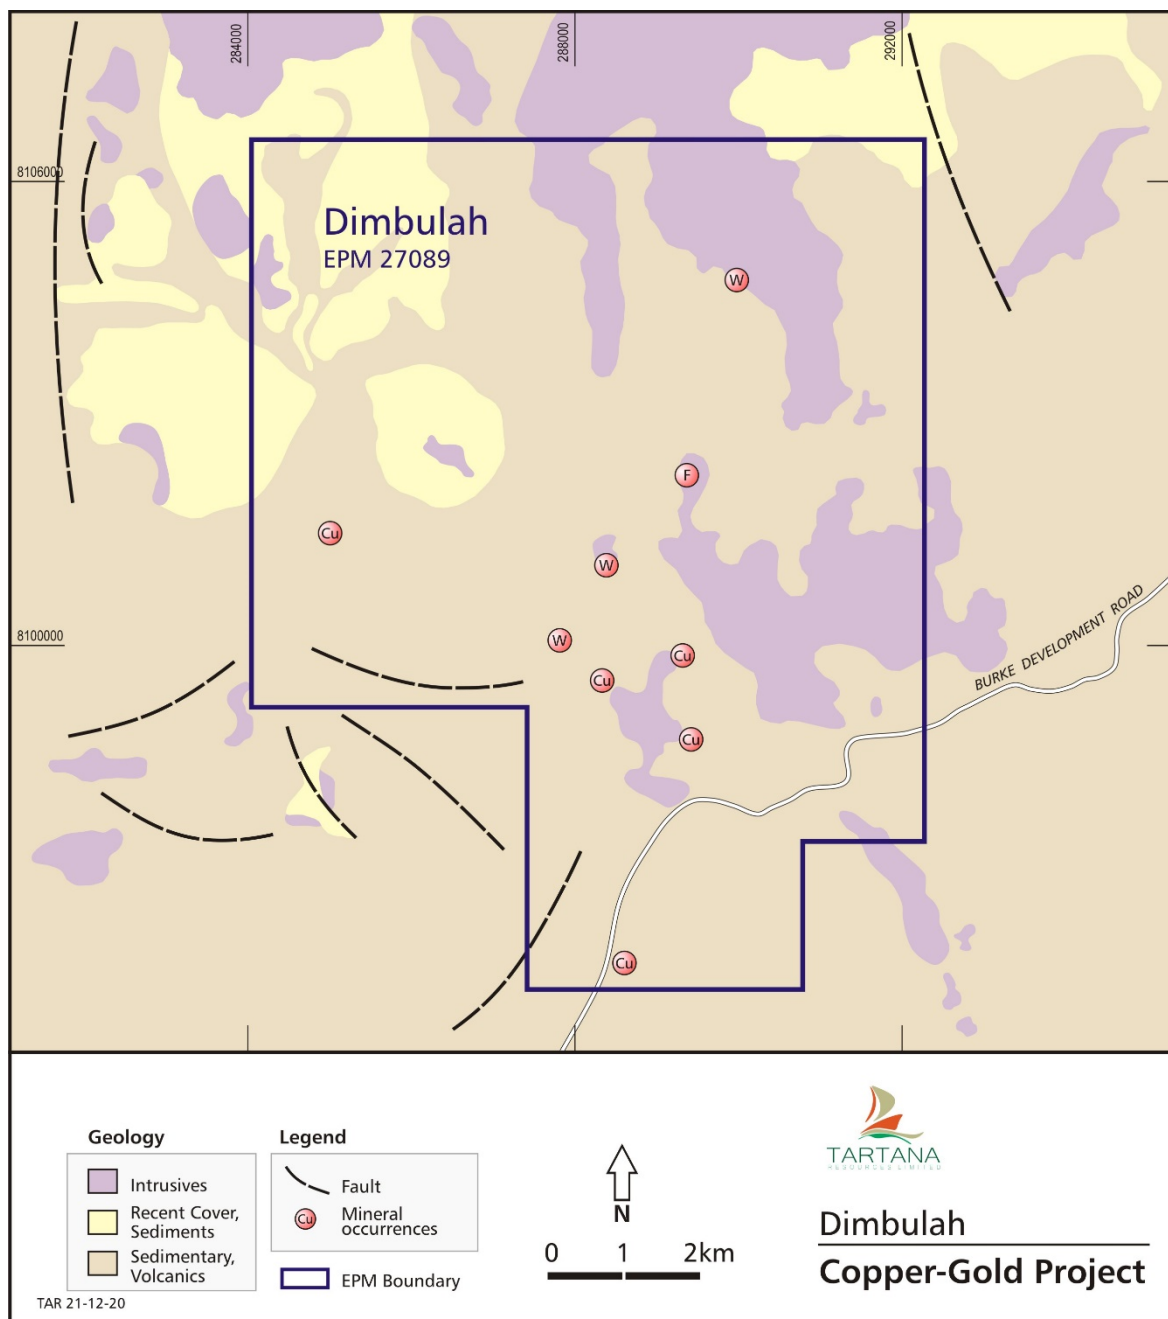 284000
288000
292000
8106000
Dimbulah
EPM 27089
W
F
Cu
W
8100000
W
Cu
Cu
Cu
BURKE DEVELOPMENT ROAD
Cu
Geology
Intrusives
Recent Cover,
Sediments
Sedimentary,
Volcanics
Legend
Fault
Cu
Mineral
occurrences
EPM Boundary
N
0 1 2km
TARTANA
RESOURCES LIMITED
Dimbulah
Copper-Gold Project
TAR 21-12-20